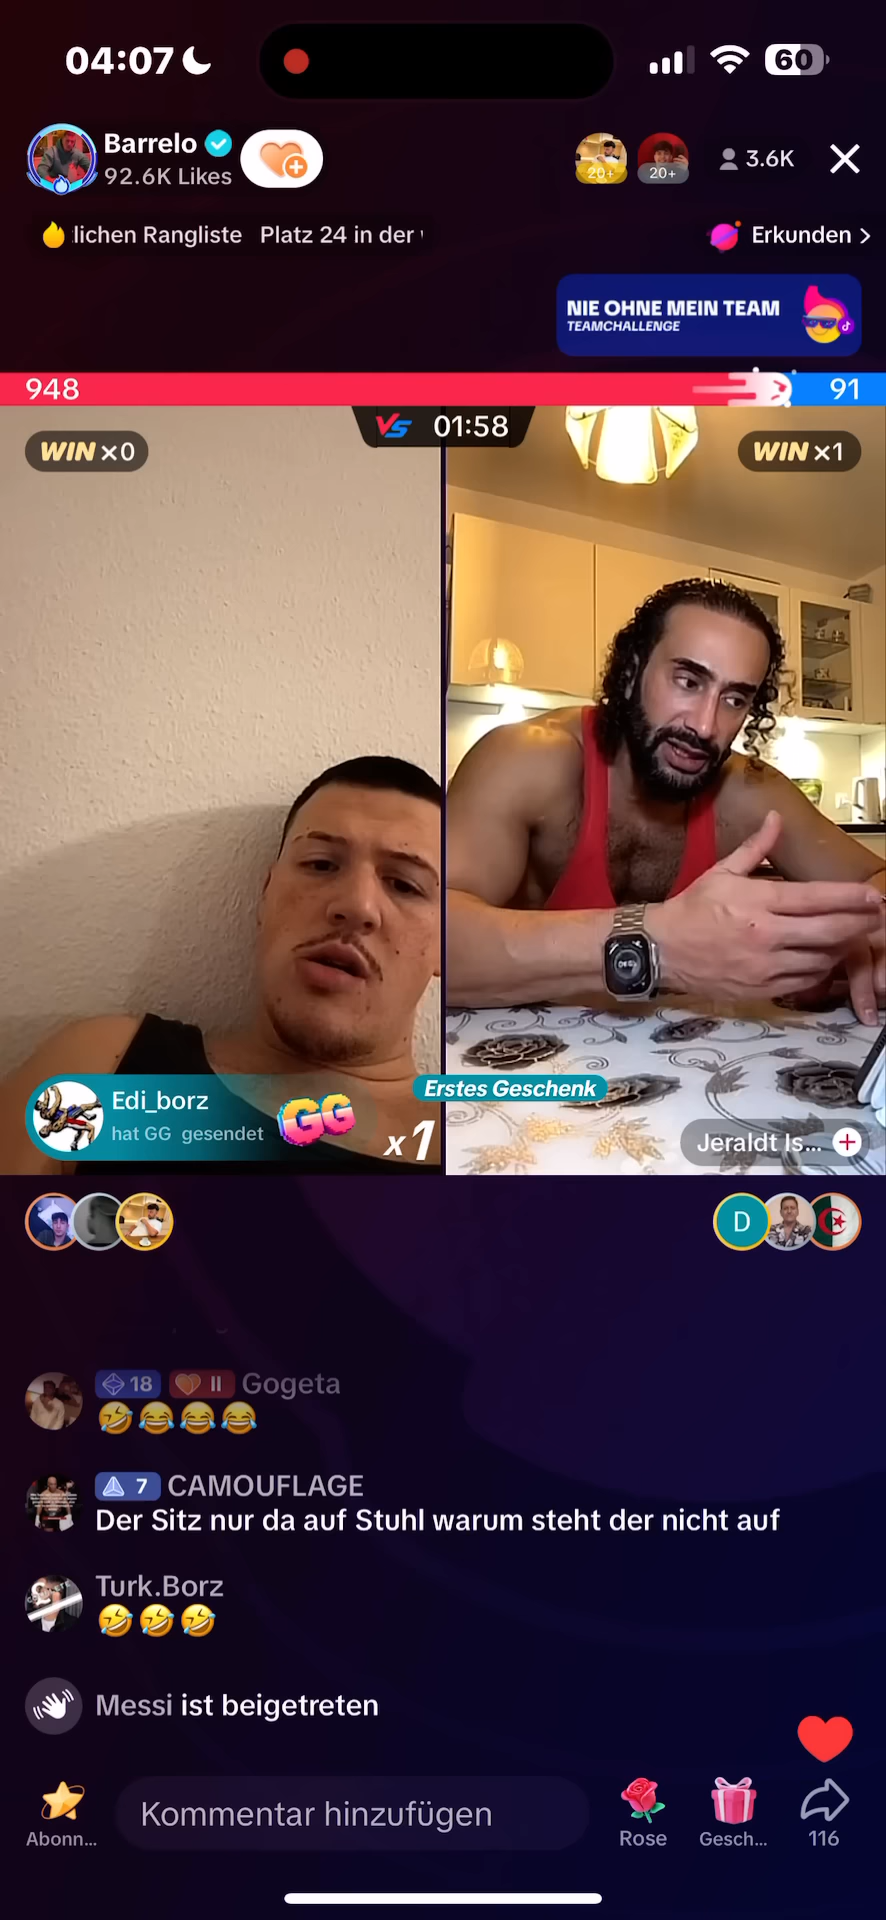 04:07
60
Barrelo
92.6K Likes
20+
20+
3.6K
lichen Rangliste Platz 24 in der
Erkunden
NIE OHNE MEIN TEAM
TEAMCHALLENGE
948
91
VS 01:58
WIN x0
WIN x1
Edi_borz
hat GG gesendet
GG
x1
Erstes Geschenk
Jeraldt Is...
D
18 II Gogeta
7 CAMOUFLAGE
Der Sitz nur da auf Stuhl warum steht der nicht auf
Turk.Borz
Messi ist beigetreten
Abonn...
Kommentar hinzufügen
Rose
Gesch...
116